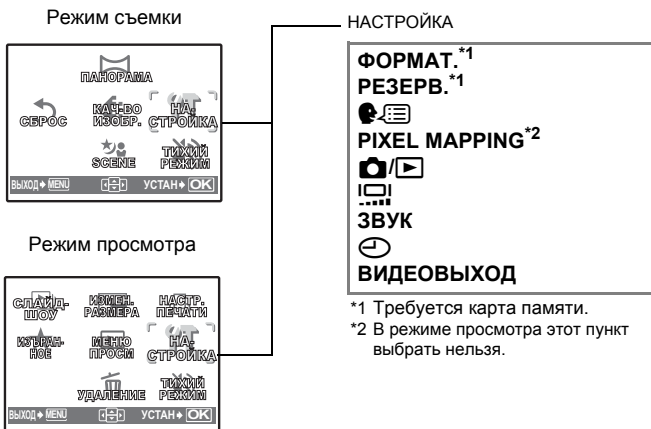 Режим съемки
ПАНОРАМА
СБРОС
КАЧ-ВО
ИЗОБР.
НА-
СТРОЙКА
SCENE
ТИХИЙ
РЕЖИМ
ВЫХОД MENU УСТАН OK
Режим просмотра
СЛАЙД-
ШОУ
ИЗМЕН.
РАЗМЕРА
НАСТР.
ПЕЧАТИ
ИЗБРАН-
НОЕ
МЕНЮ
ПРОСМ
НА-
СТРОЙКА
УДАЛЕНИЕ
ТИХИЙ
РЕЖИМ
ВЫХОД MENU УСТАН OK
НАСТРОЙКА
ФОРМАТ.*1
РЕЗЕРВ.*1
PIXEL MAPPING*2
/
ЗВУК
ВИДЕОВЫХОД
*1 Требуется карта памяти.
*2 В режиме просмотра этот пункт
выбрать нельзя.